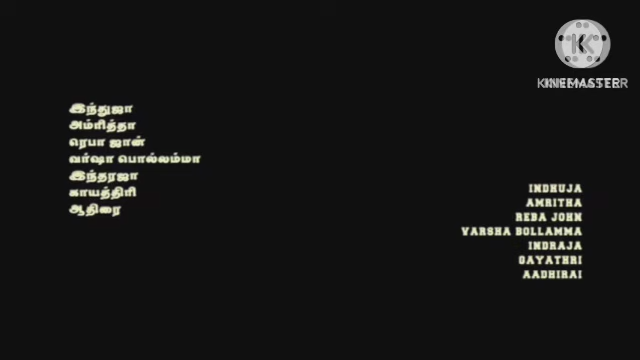 KINEMASTER
இந்துஜா
அம்ரித்தா
ரெபா ஜான்
வர்ஷா பொல்லம்மா
இந்தரஜா
காயத்திரி
ஆதிரை
INDHUJA
AMRITHA
REBA JOHN
VARSHA BOLLAMMA
INDRAJA
GAYATHRI
AADHIRAI